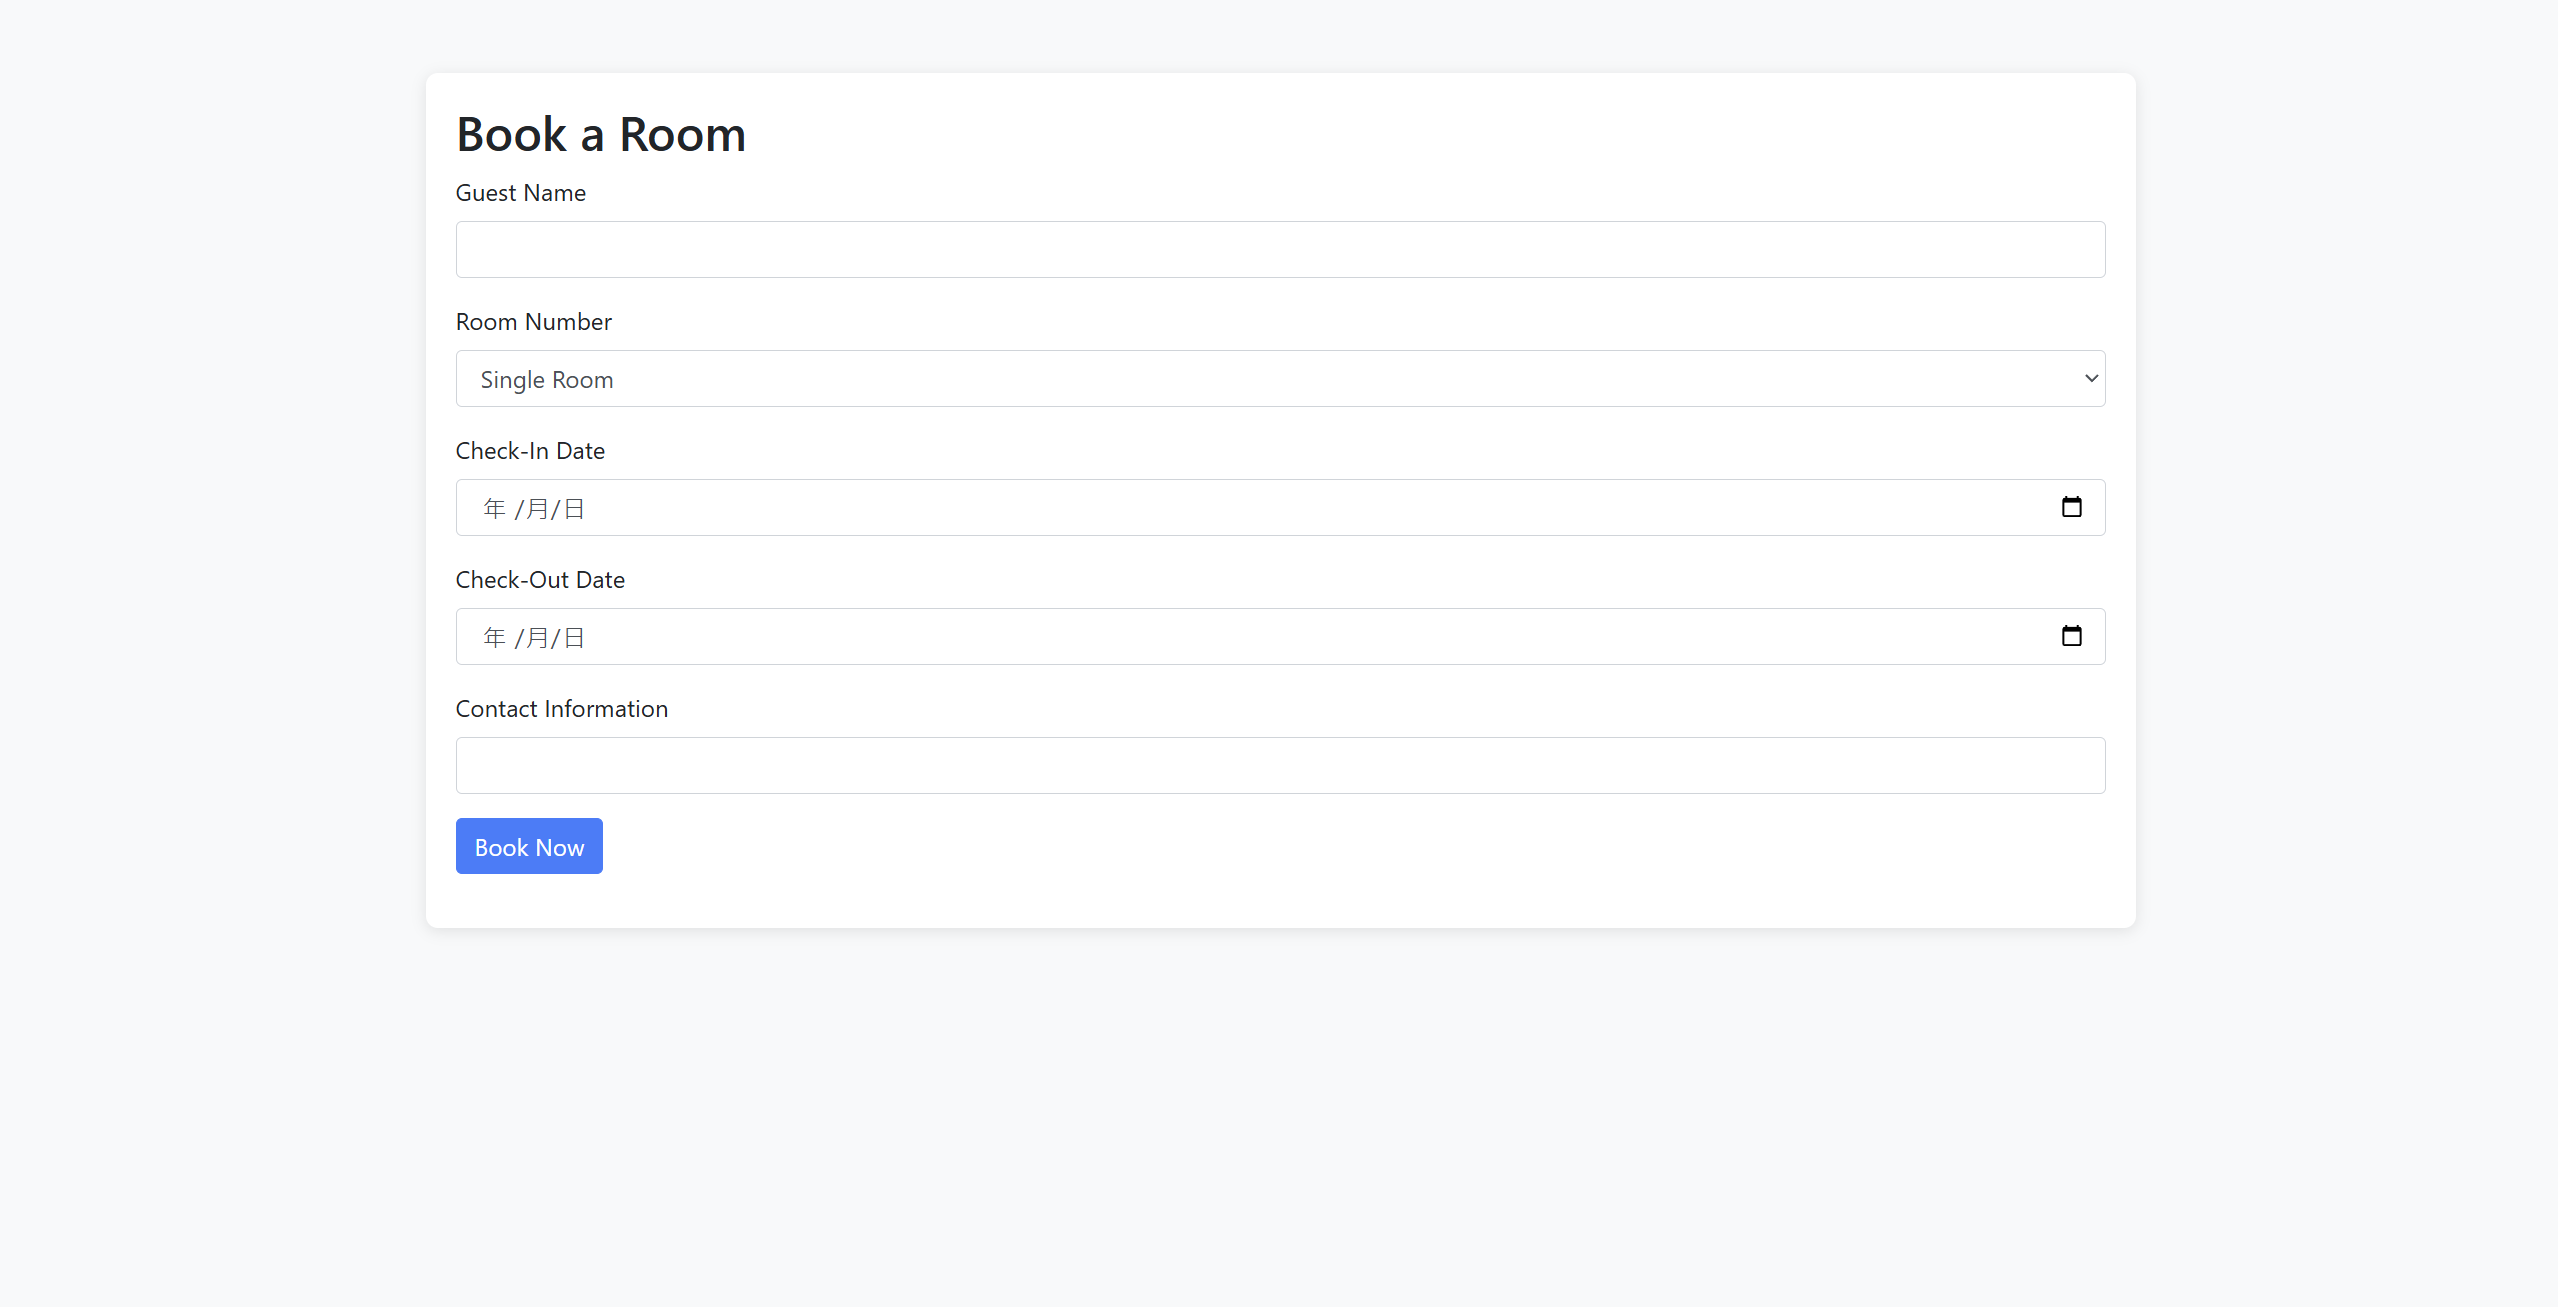 Book a Room
Guest Name
Room Number
Single Room
Check-In Date
年 /月/日
Check-Out Date
年 /月/日
Contact Information
Book Now